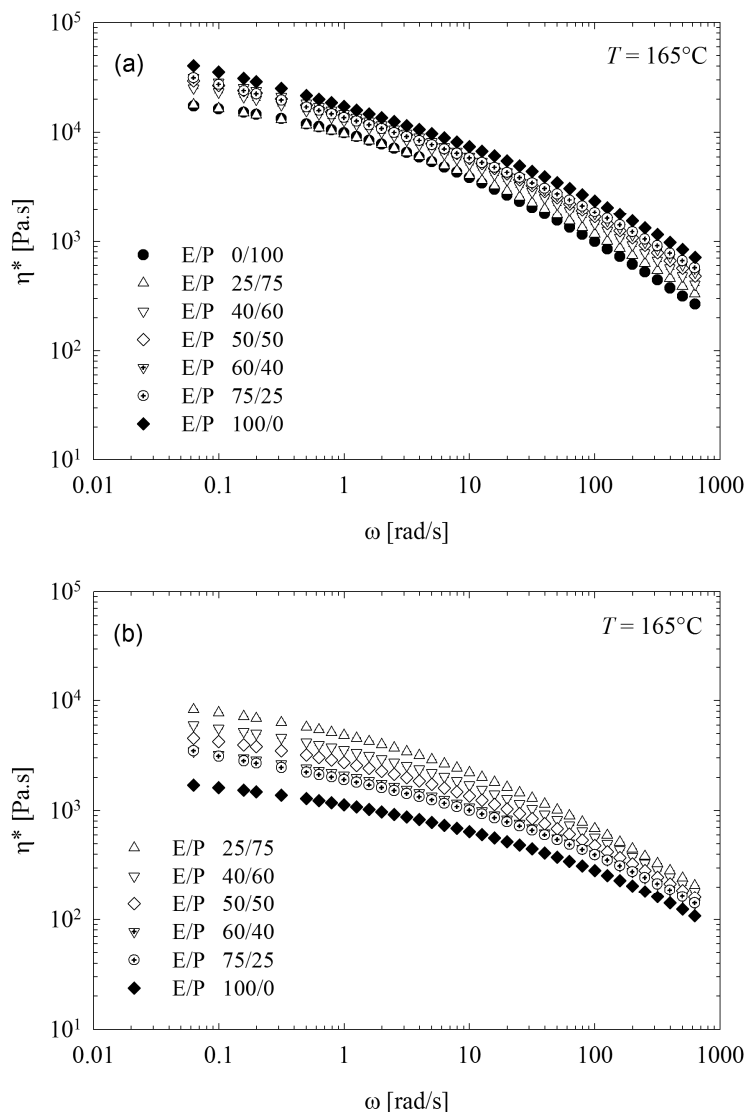 10^5
(a)
T = 165°C
10^4
η* [Pa.s]
10^3
E/P 0/100
E/P 25/75
E/P 40/60
10^2
E/P 50/50
E/P 60/40
E/P 75/25
E/P 100/0
10^1
0.01 0.1 1 10 100 1000
ω [rad/s]
10^5
(b)
T = 165°C
10^4
η* [Pa.s]
10^3
E/P 25/75
E/P 40/60
E/P 50/50
10^2
E/P 60/40
E/P 75/25
E/P 100/0
10^1
0.01 0.1 1 10 100 1000
ω [rad/s]